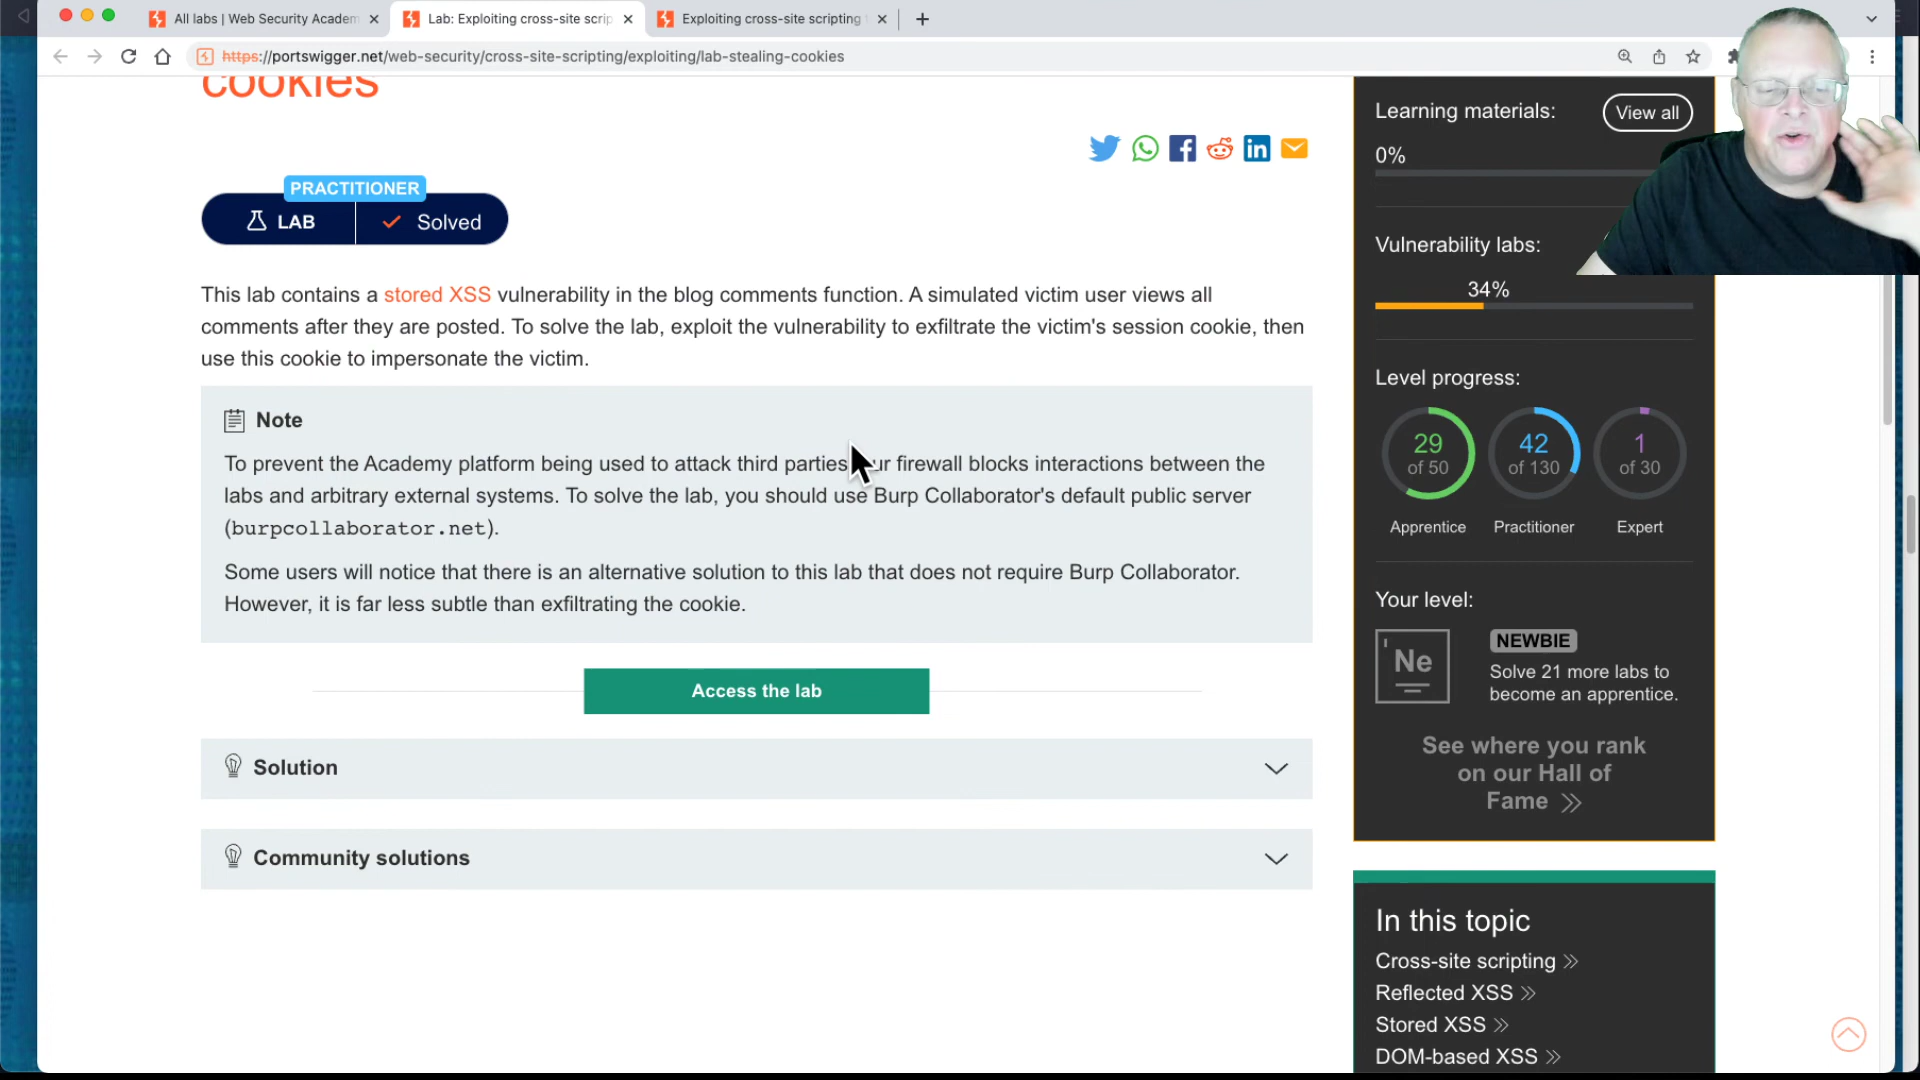 All labs | Web Security Academ
Lab: Exploiting cross-site scrip
Exploiting cross-site scripting
https://portswigger.net/web-security/cross-site-scripting/exploiting/lab-stealing-cookies
cookies
PRACTITIONER
LAB
Solved
This lab contains a stored XSS vulnerability in the blog comments function. A simulated victim user views all
comments after they are posted. To solve the lab, exploit the vulnerability to exfiltrate the victim's session cookie, then
use this cookie to impersonate the victim.
Note
To prevent the Academy platform being used to attack third parties ur firewall blocks interactions between the
labs and arbitrary external systems. To solve the lab, you should use Burp Collaborator's default public server
(burpcollaborator.net).
Some users will notice that there is an alternative solution to this lab that does not require Burp Collaborator.
However, it is far less subtle than exfiltrating the cookie.
Access the lab
Solution
Community solutions
Learning materials:
View all
0%
Vulnerability labs:
34%
Level progress:
29
of 50
42
of 130
1
of 30
Apprentice
Practitioner
Expert
Your level:
Ne
NEWBIE
Solve 21 more labs to
become an apprentice.
See where you rank
on our Hall of
Fame
In this topic
Cross-site scripting
Reflected XSS
Stored XSS
DOM-based XSS